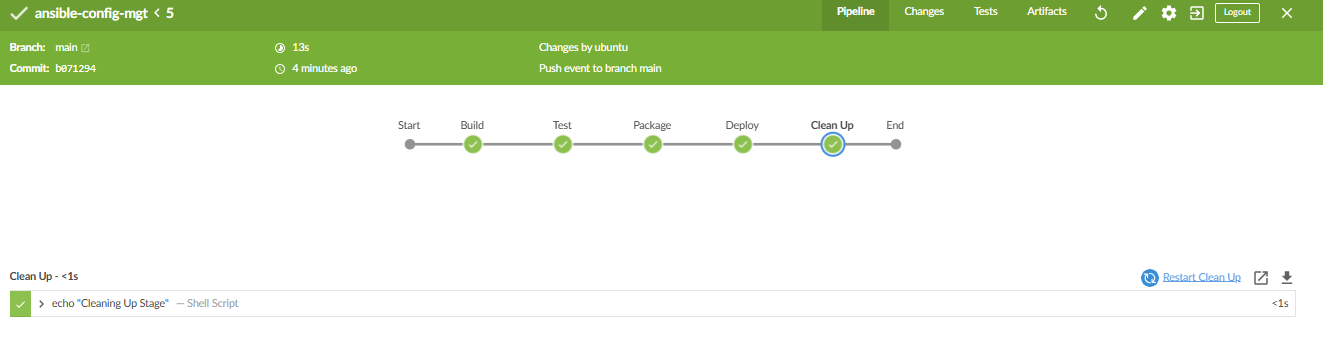 ansible-config-mgt < 5 Pipeline Changes Tests Artifacts Logout
Branch: main 13s Changes by ubuntu
Commit: b071294 4 minutes ago Push event to branch main
Start Build Test Package Deploy Clean Up End
Clean Up - <1s Restart Clean Up
echo "Cleaning Up Stage" — Shell Script <1s